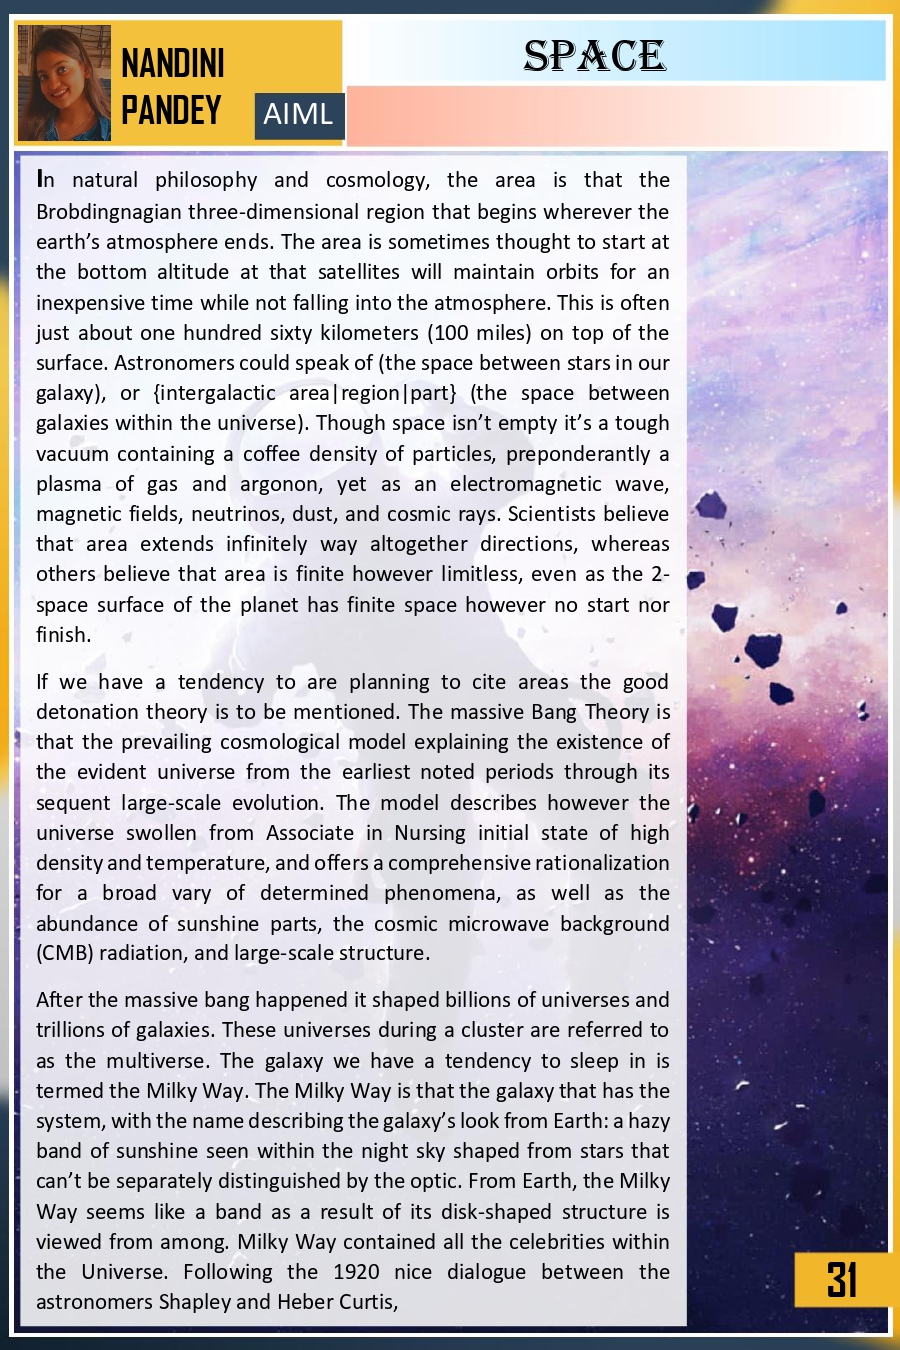 NANDINI
PANDEY
AIML
SPACE
In natural philosophy and cosmology, the area is that the
Brobdingnagian three-dimensional region that begins wherever the
earth's atmosphere ends. The area is sometimes thought to start at
the bottom altitude at that satellites will maintain orbits for an
inexpensive time while not falling into the atmosphere. This is often
just about one hundred sixty kilometers (100 miles) on top of the
surface. Astronomers could speak of (the space between stars in our
galaxy), or {intergalactic area|region|part} (the space between
galaxies within the universe). Though space isn't empty it's a tough
vacuum containing a coffee density of particles, preponderantly a
plasma of gas and argonon, yet as an electromagnetic wave,
magnetic fields, neutrinos, dust, and cosmic rays. Scientists believe
that area extends infinitely way altogether directions, whereas
others believe that area is finite however limitless, even as the 2-
space surface of the planet has finite space however no start nor
finish.
If we have a tendency to are planning to cite areas the good
detonation theory is to be mentioned. The massive Bang Theory is
that the prevailing cosmological model explaining the existence of
the evident universe from the earliest noted periods through its
sequent large-scale evolution. The model describes however the
universe swollen from Associate in Nursing initial state of high
density and temperature, and offers a comprehensive rationalization
for a broad vary of determined phenomena, as well as the
abundance of sunshine parts, the cosmic microwave background
(CMB) radiation, and large-scale structure.
After the massive bang happened it shaped billions of universes and
trillions of galaxies. These universes during a cluster are referred to
as the multiverse. The galaxy we have a tendency to sleep in is
termed the Milky Way. The Milky Way is that the galaxy that has the
system, with the name describing the galaxy's look from Earth: a hazy
band of sunshine seen within the night sky shaped from stars that
can't be separately distinguished by the optic. From Earth, the Milky
Way seems like a band as a result of its disk-shaped structure is
viewed from among. Milky Way contained all the celebrities within
the Universe. Following the 1920 nice dialogue between the
astronomers Shapley and Heber Curtis,
31